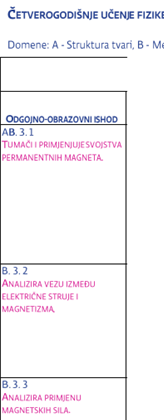 ČETVEROGODIŠNJE UČENJE FIZIKE
Domene: A - Struktura tvari, B - Me
ODGOJNO-OBRAZOVNI ISHOD
AB. 3.1
TUMAČI I PRIMJENJUJE SVOJSTVA
PERMANENTNIH MAGNETA.
B. 3.2
ANALIZIRA VEZU IZMEĐU
ELEKTRIČNE STRUJE I
MAGNETIZMA.
B.3.3
ANALIZIRA PRIMJENU
MAGNETSKIH SILA.